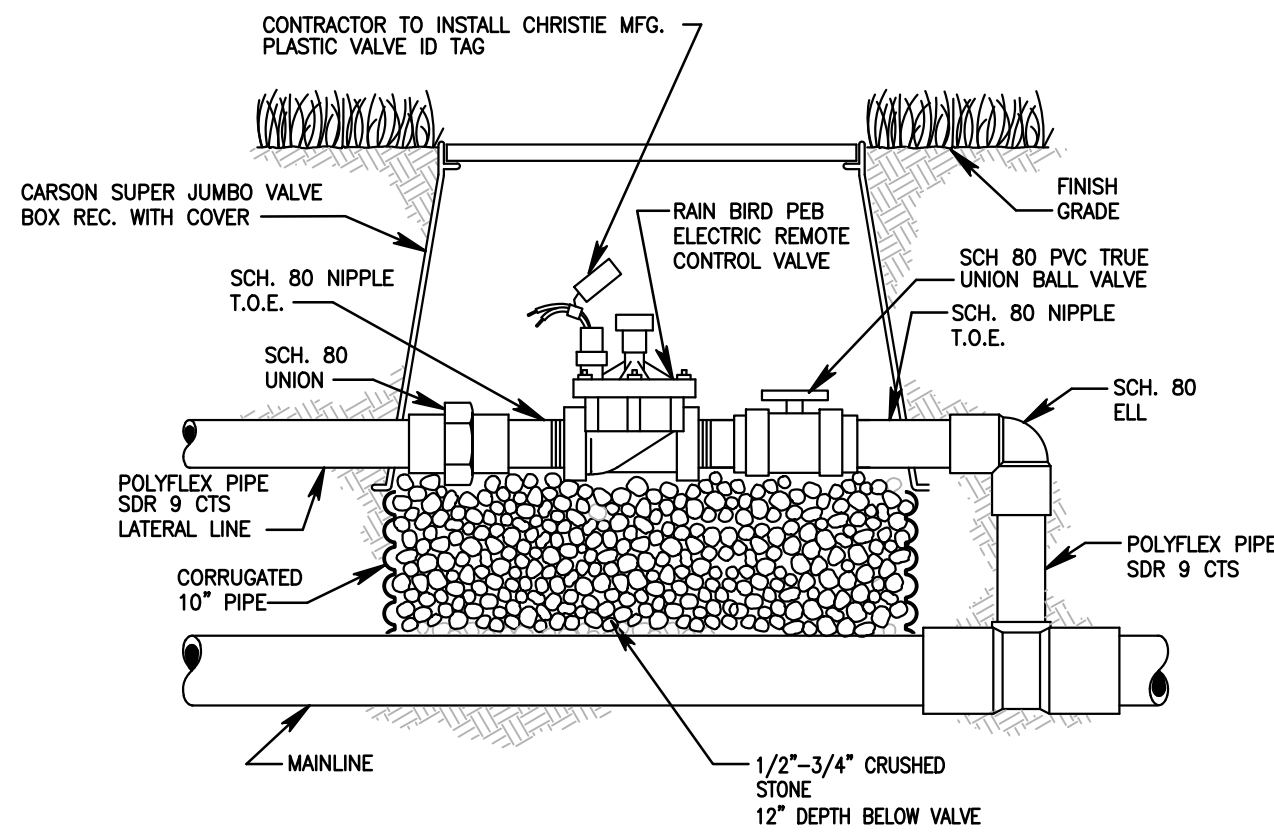 CONTRACTOR TO INSTALL CHRISTIE MFG.
PLASTIC VALVE ID TAG
CARSON SUPER JUMBO VALVE
BOX REC. WITH COVER
FINISH
GRADE
RAIN BIRD PEB
ELECTRIC REMOTE
CONTROL VALVE
SCH. 80 NIPPLE
T.O.E.
SCH 80 PVC TRUE
UNION BALL VALVE
SCH. 80 NIPPLE
T.O.E.
SCH. 80
UNION
SCH. 80
ELL
POLYFLEX PIPE
SDR 9 CTS
LATERAL LINE
POLYFLEX PIPE
SDR 9 CTS
CORRUGATED
10" PIPE
MAINLINE
1/2"-3/4" CRUSHED
STONE
12" DEPTH BELOW VALVE